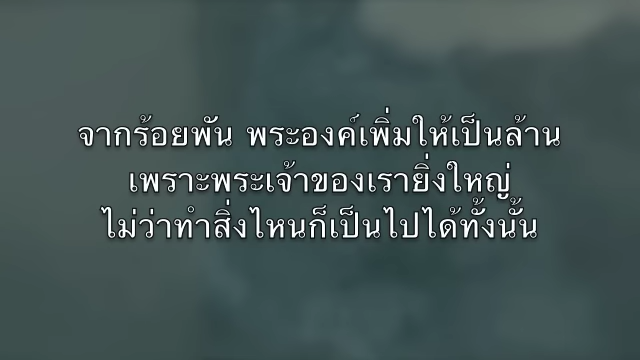 จากร้อยพัน พระองค์เพิ่มให้เป็นล้าน
เพราะพระเจ้าของเรายิ่งใหญ่
ไม่ว่าทำสิ่งไหนก็เป็นไปได้ทั้งนั้น